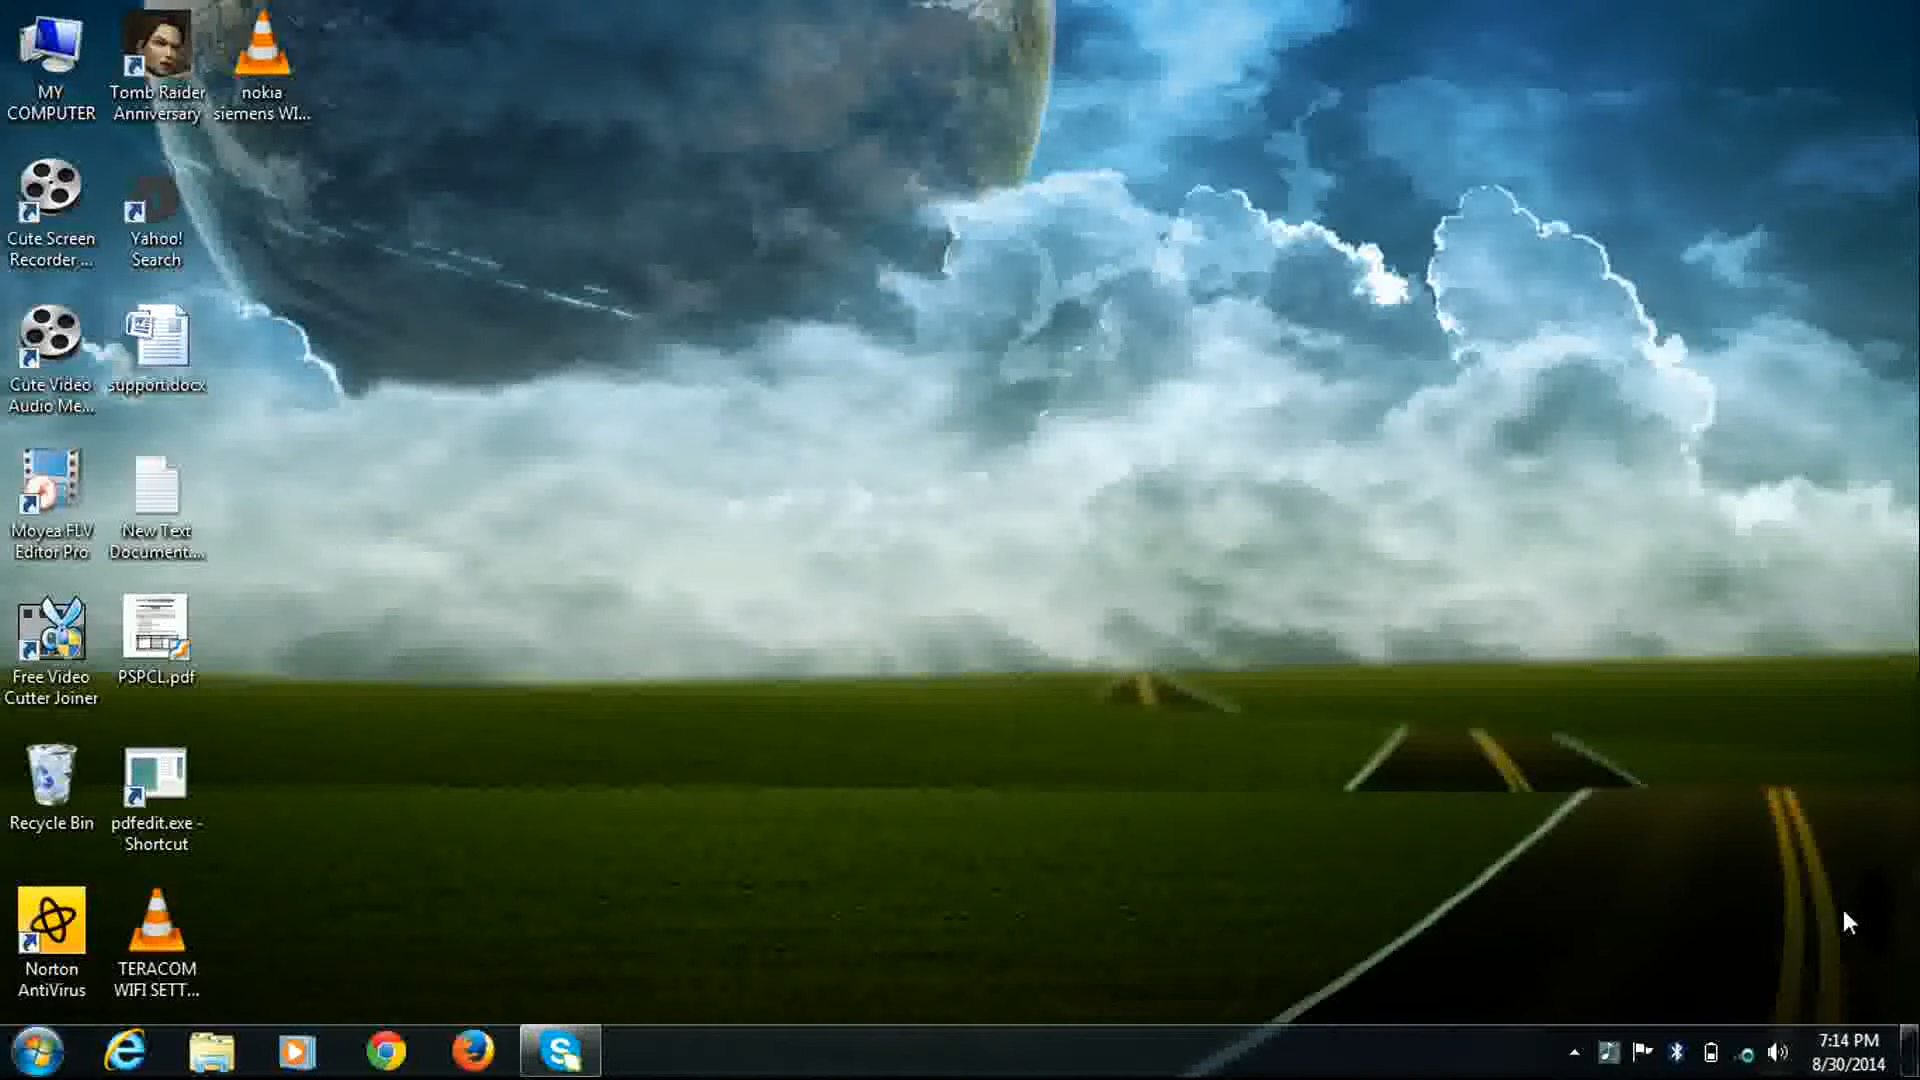 MY
COMPUTER
Tomb Raider
Anniversary
nokia
siemens WI...
Cute Screen
Recorder ...
Yahoo!
Search
Cute Video
Audio Me...
support.docx
Moyea FLV
Editor Pro
New Text
Document....
Free Video
Cutter Joiner
PSPCL.pdf
Recycle Bin
pdfedit.exe -
Shortcut
Norton
AntiVirus
TERACOM
WIFI SETT...
7:14 PM
8/30/2014